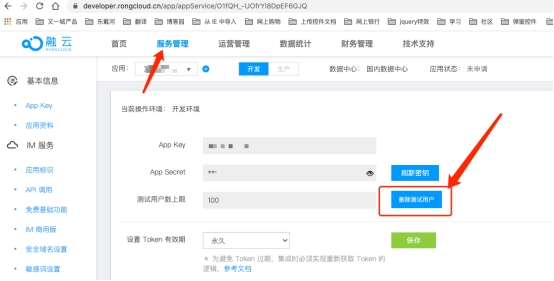 developer.rongcloud.cn/app/appService/O1fQH_-UOfrYI8DpEF6GJQ
应用 又一城产品 东戴河 翻译 博客园 从 IE 中导入 网上购物 上传控件文档 网上银行 jquery特效 学习 社区 弹窗控件
融云 RONGCLOUD 首页 服务管理 运营管理 数据统计 财务管理 技术支持
应用: 开发 生产 数据中心: 国内数据中心 应用状态: 未申请
基本信息
App Key
应用资料
IM 服务
应用标识
API 调用
免费基础功能
IM 商用版
安全域名设置
敏感词设置
当前操作环境: 开发环境
App Key
App Secret *** 刷新密钥
测试用户数上限 100 删除测试用户
设置 Token 有效期 永久 保存
* 为避免 Token 过期, 集成时必须实现重新获取 Token 的
逻辑, 参考文档